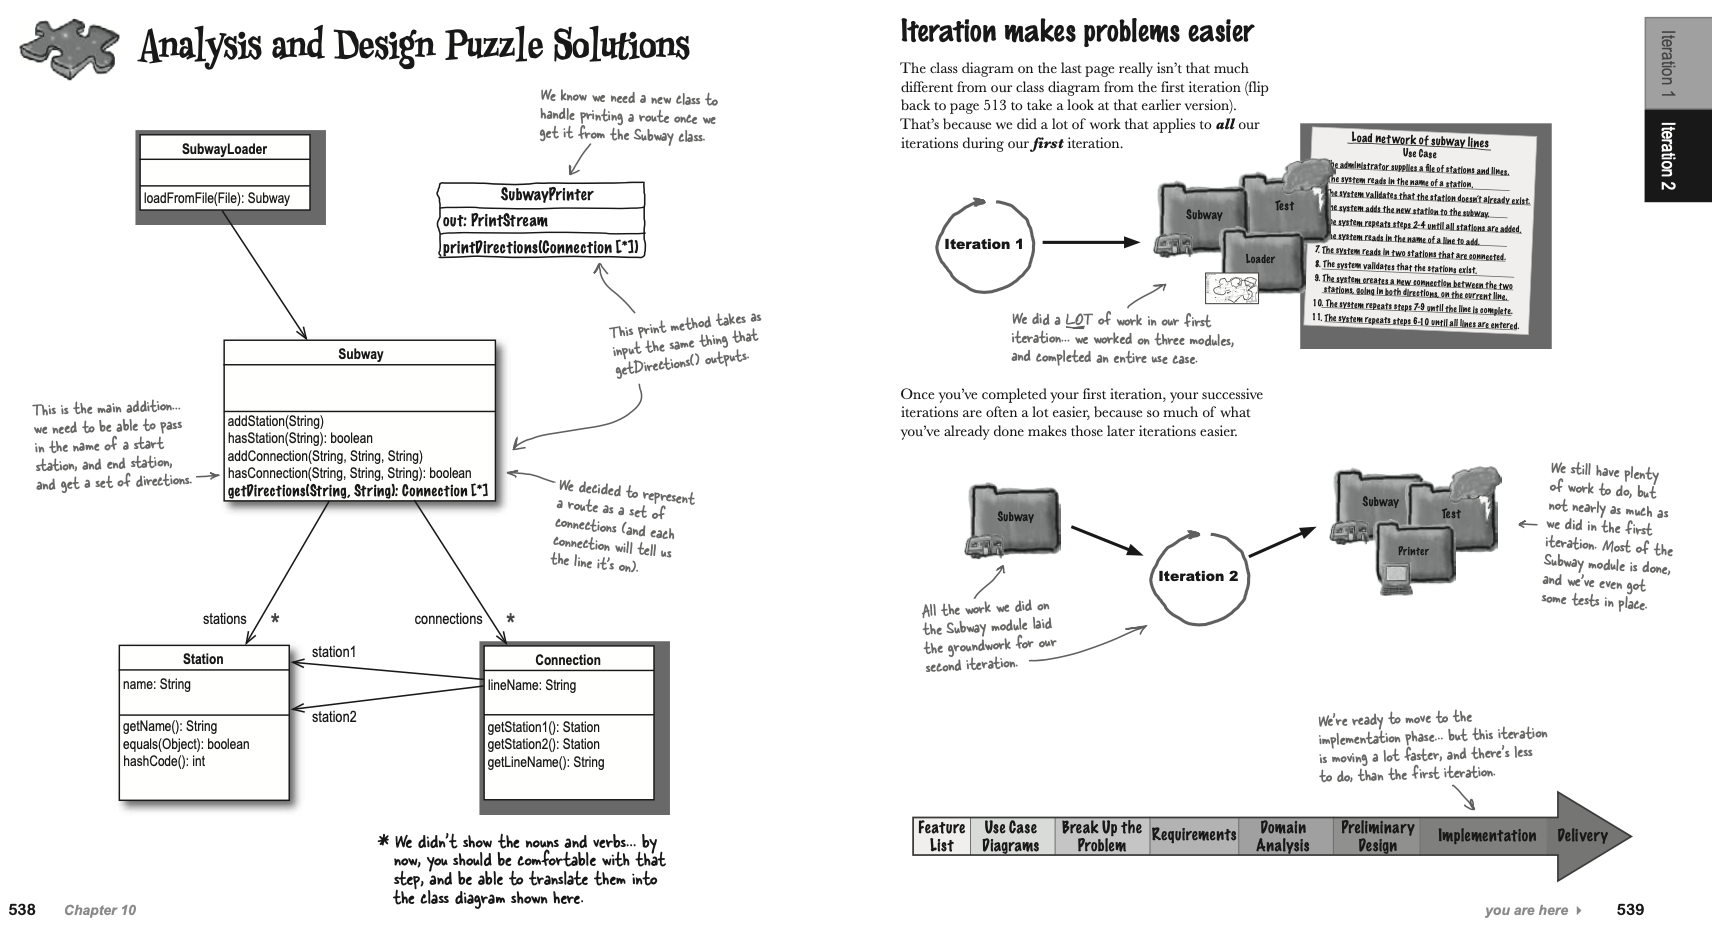 Analysis and Design Puzzle Solutions
We know we need a new class to
handle printing a route once we
get it from the Subway class.
SubwayLoader
loadFromFile(File): Subway
SubwayPrinter
out: PrintStream
printDirections(Connection [*])
This print method takes as
input the same thing that
getDirections() outputs.
Subway
addStation(String)
hasStation(String): boolean
addConnection(String, String, String)
hasConnection(String, String, String): boolean
getDirections(String, String): Connection [*]
This is the main addition...
we need to be able to pass
in the name of a start
station, and end station,
and get a set of directions.
We decided to represent
a route as a set of
connections (and each
connection will tell us
the line it's on).
stations *
connections *
Station
name: String
getName(): String
equals(Object): boolean
hashCode(): int
station1
station2
Connection
lineName: String
getStation1(): Station
getStation2(): Station
getLineName(): String
* We didn't show the nouns and verbs... by
now, you should be comfortable with that
step, and be able to translate them into
the class diagram shown here.
538 Chapter 10
Iteration makes problems easier
The class diagram on the last page really isn't that much
different from our class diagram from the first iteration (flip
back to page 513 to take a look at that earlier version).
That's because we did a lot of work that applies to all our
iterations during our first iteration.
Iteration 1
Subway
Test
Loader
Load network of subway lines
Use Case
he administrator supplies a file of stations and lines.
he system reads in the name of a station.
he system validates that the station doesn't already exist.
he system adds the new station to the subway.
he system repeats steps 2-4 until all stations are added.
he system reads in the name of a line to add.
7. The system reads in two stations that are connected.
8. The system validates that the stations exist.
9. The system creates a new connection between the two
stations, going in both directions, on the current line.
10. The system repeats steps 7-9 until the line is complete.
11. The system repeats steps 6-10 until all lines are entered.
We did a LOT of work in our first
iteration... we worked on three modules,
and completed an entire use case.
Once you've completed your first iteration, your successive
iterations are often a lot easier, because so much of what
you've already done makes those later iterations easier.
Subway
Iteration 2
Subway
Test
Printer
We still have plenty
of work to do, but
not nearly as much as
we did in the first
iteration. Most of the
Subway module is done,
and we've even got
some tests in place.
All the work we did on
the Subway module laid
the groundwork for our
second iteration.
We're ready to move to the
implementation phase... but this iteration
is moving a lot faster, and there's less
to do, than the first iteration.
Feature
List
Use Case
Diagrams
Break Up the
Problem
Requirements
Domain
Analysis
Preliminary
Design
Implementation
Delivery
you are here
539
Iteration 1
Iteration 2